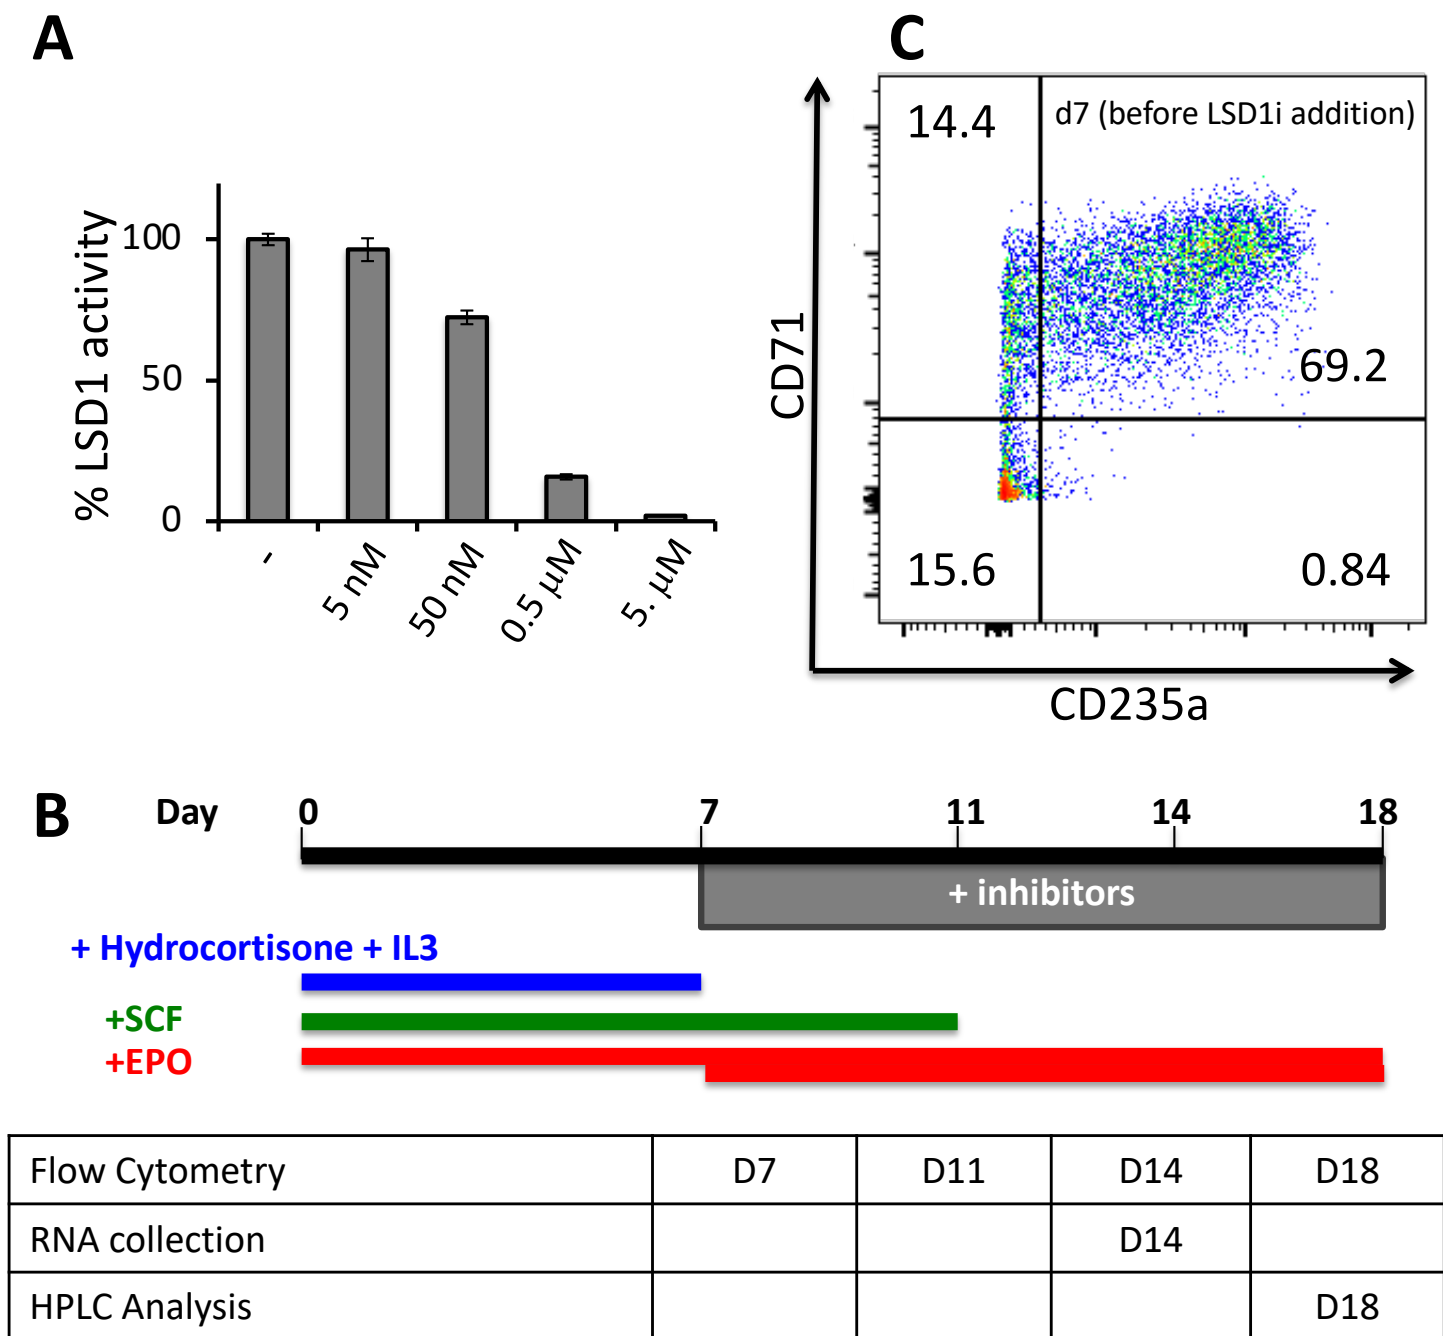 A
% LSD1 activity
100
50
0
-
5 nM
50 nM
0.5 μM
5. μM
C
14.4
d7 (before LSD1i addition)
69.2
15.6
0.84
CD71
CD235a
B
Day 0 7 11 14 18
+ inhibitors
+ Hydrocortisone + IL3
+SCF
+EPO
Flow Cytometry D7 D11 D14 D18
RNA collection D14
HPLC Analysis D18